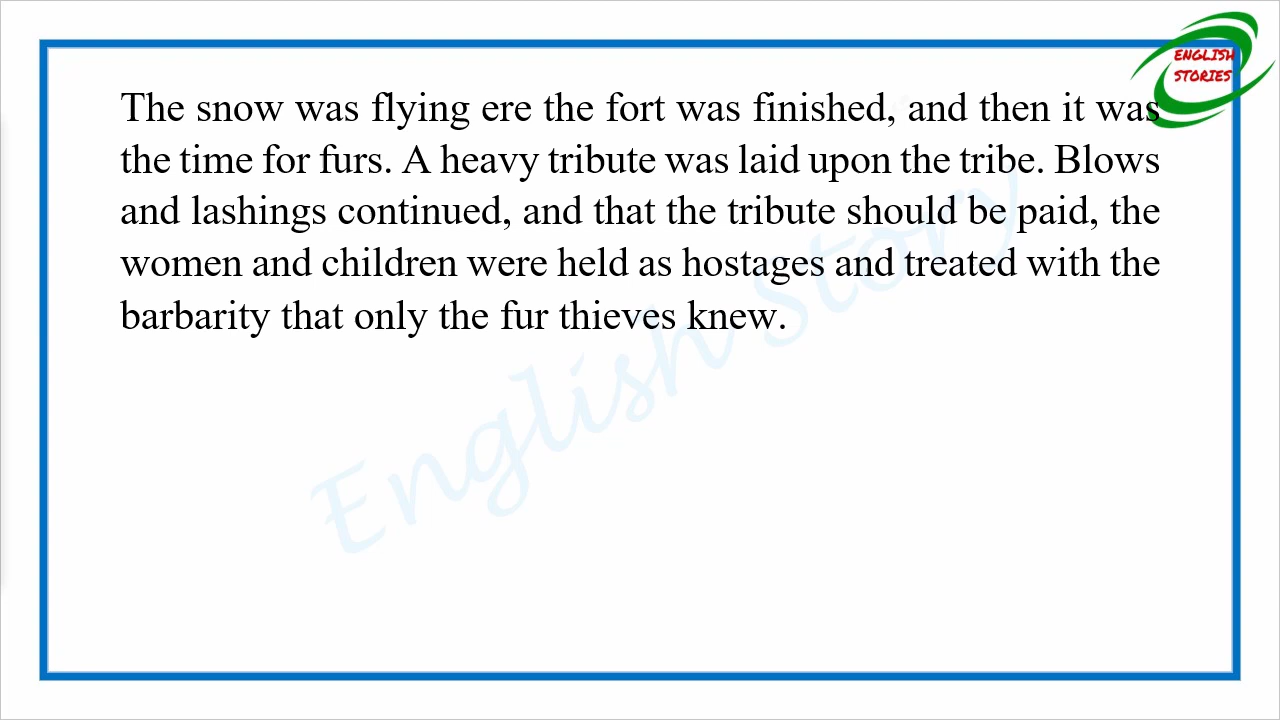 ENGLISH
STORIES
The snow was flying ere the fort was finished, and then it was
the time for furs. A heavy tribute was laid upon the tribe. Blows
and lashings continued, and that the tribute should be paid, the
women and children were held as hostages and treated with the
barbarity that only the fur thieves knew.
English Story